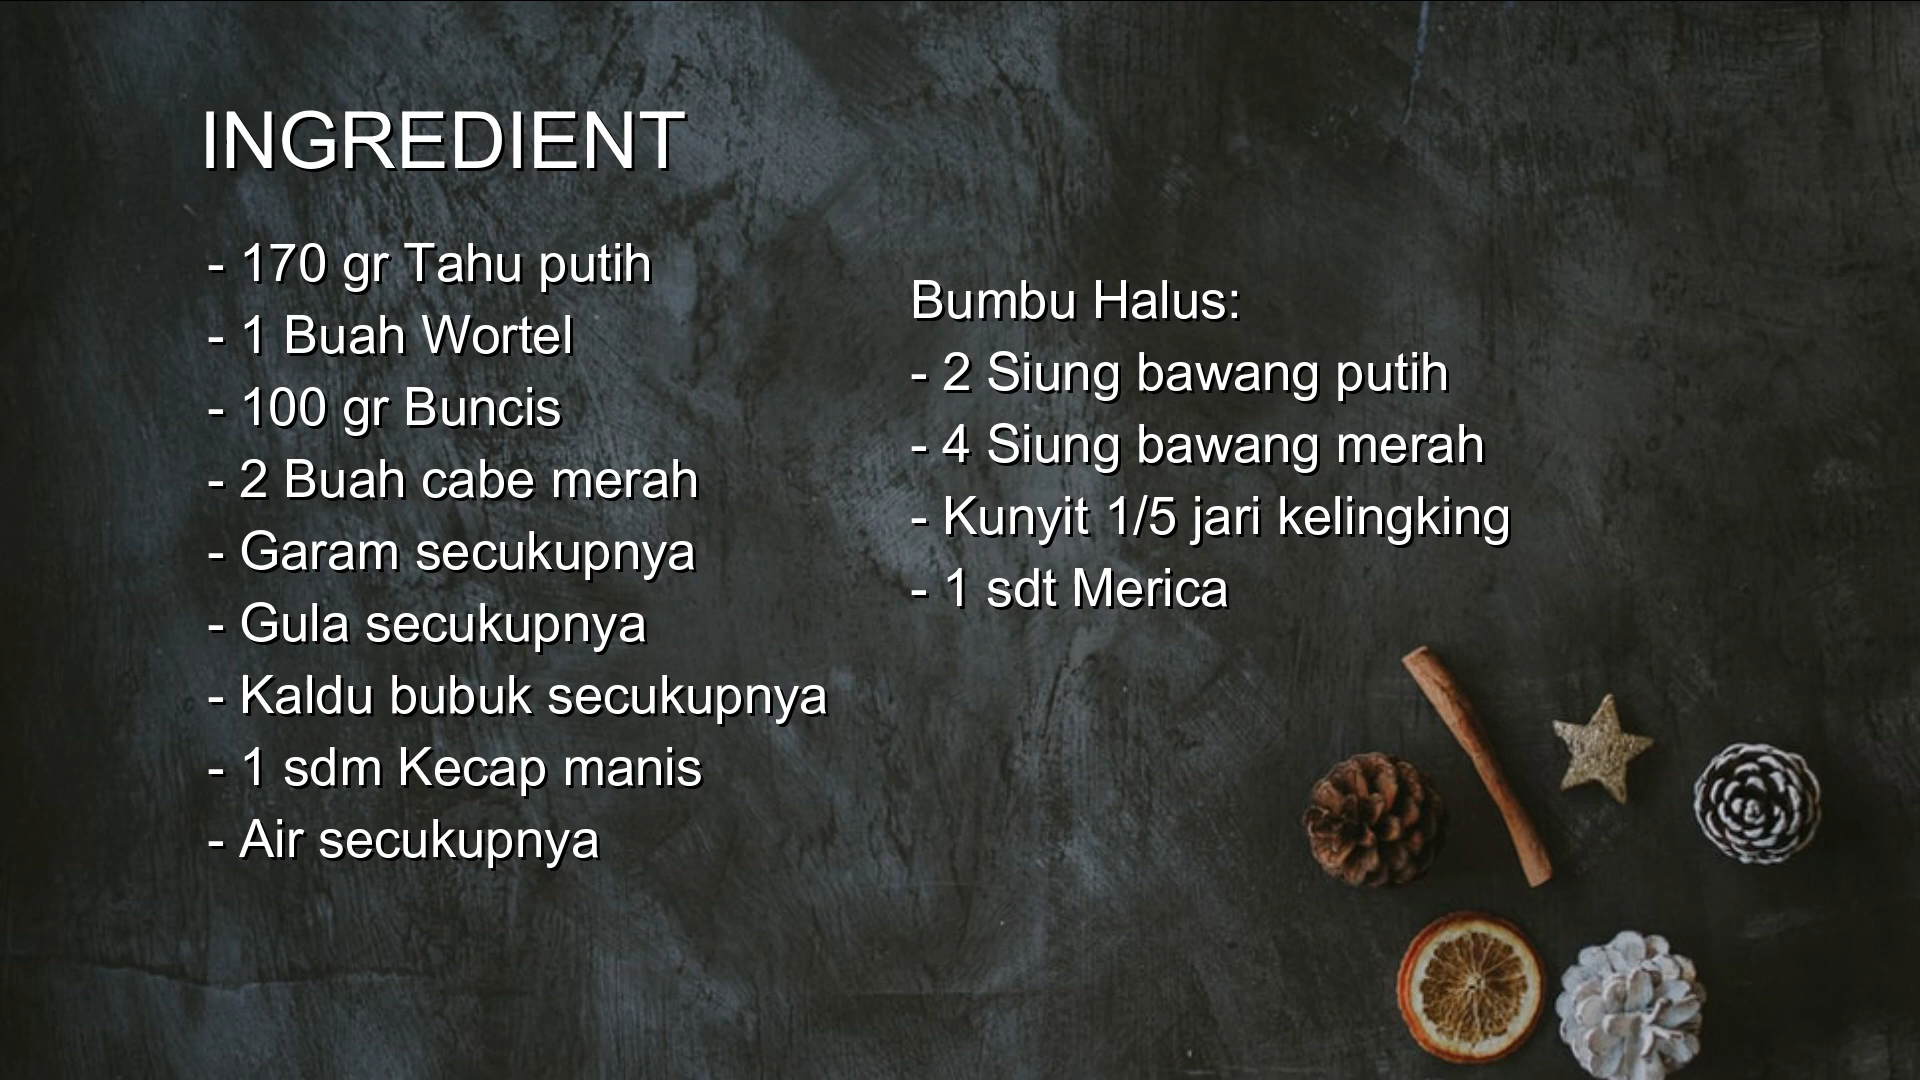 INGREDIENT
- 170 gr Tahu putih
- 1 Buah Wortel
- 100 gr Buncis
- 2 Buah cabe merah
- Garam secukupnya
- Gula secukupnya
- Kaldu bubuk secukupnya
- 1 sdm Kecap manis
- Air secukupnya
Bumbu Halus:
- 2 Siung bawang putih
- 4 Siung bawang merah
- Kunyit 1/5 jari kelingking
- 1 sdt Merica